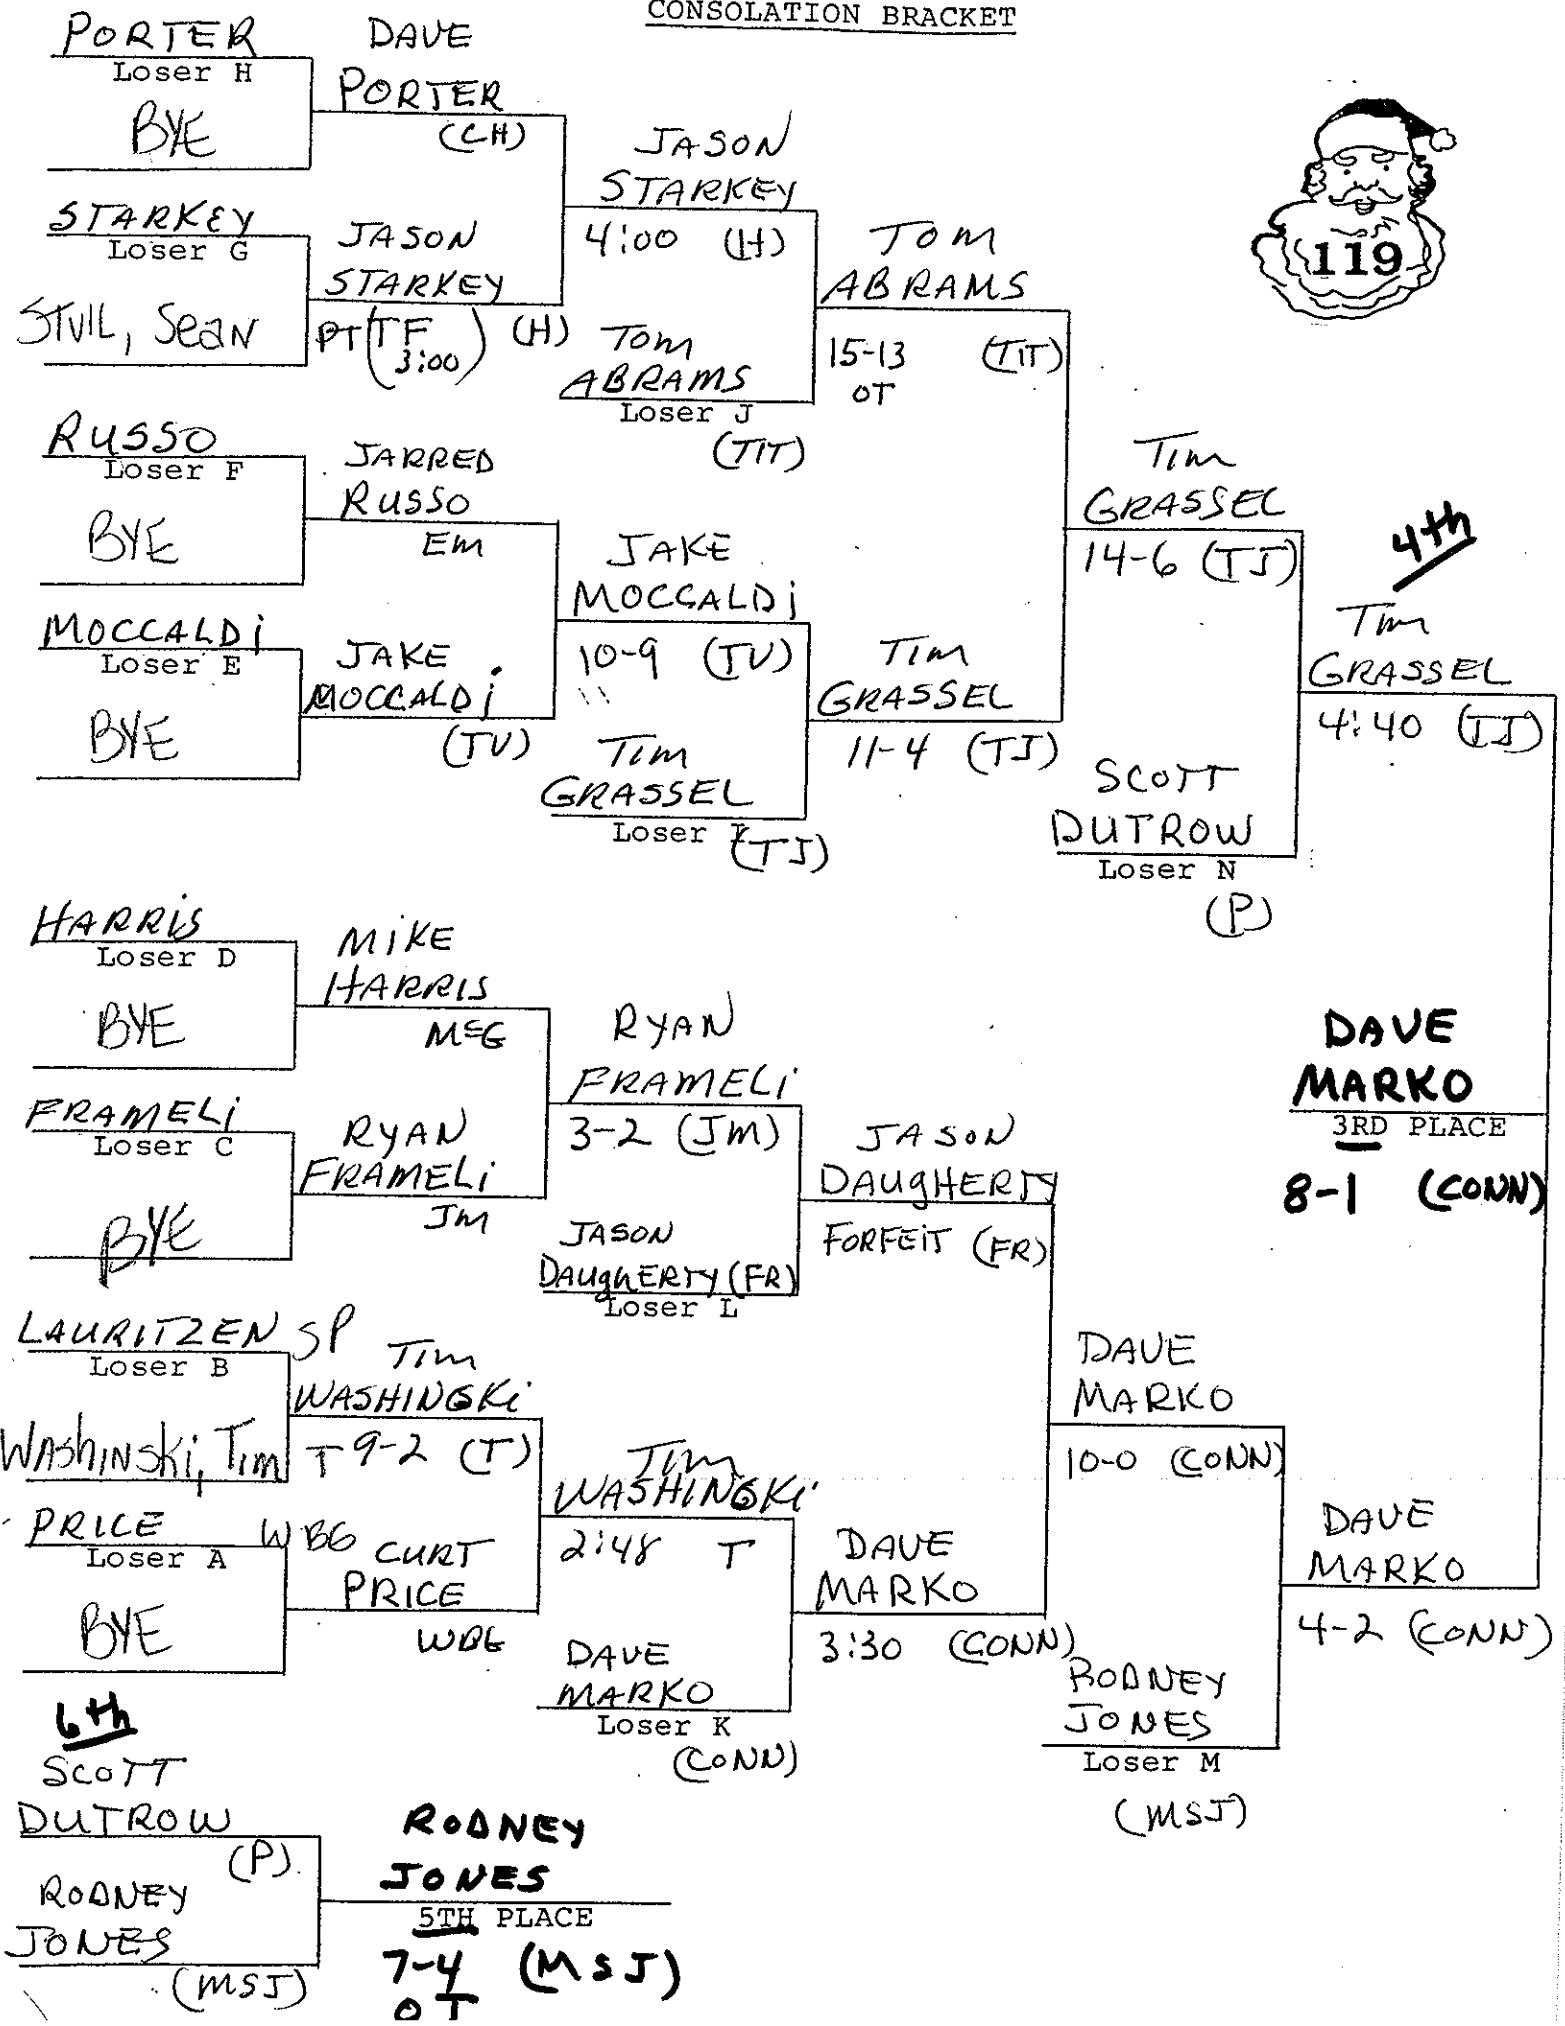 CONSOLATION BRACKET
119
PORTER
Loser H
BYE
DAVE
PORTER
(CH)
STARKEY
Loser G
STVIL, SEAN
JASON
STARKEY
PT (TF 3:00) (H)
JASON
STARKEY
4:00 (H)
TOM
ABRAMS
Loser J
(TIT)
TOM
ABRAMS
15-13 (TIT)
OT
RUSSO
Loser F
BYE
JARRED
RUSSO
EM
MOCCALDi
Loser E
BYE
JAKE
MOCCALDi
(TV)
JAKE
MOCCALDi
10-9 (TV)
TIM
GRASSEL
Loser I
(TJ)
TIM
GRASSEL
11-4 (TJ)
TIM
GRASSEL
14-6 (TJ)
SCOTT
DUTROW
Loser N
(P)
4th
TIM
GRASSEL
4:40 (TJ)
HARRiS
Loser D
BYE
MiKE
HARRIS
McG
FRAMELi
Loser C
BYE
RYAN
FRAMELi
JM
RYAN
FRAMELi
3-2 (JM)
JASON
DAUGHERTY (FR)
Loser L
JASON
DAUGHERTY
FORFEIT (FR)
LAURITZEN SP
Loser B
WAShINSki, Tim
TIM
WASHINGKi
T 9-2 (T)
PRICE WBG
Loser A
BYE
CURT
PRICE
WBG
TIM
WASHINGKi
2:48 T
DAVE
MARKO
Loser K
(CONN)
DAVE
MARKO
3:30 (CONN)
DAVE
MARKO
10-0 (CONN)
RODNEY
JONES
Loser M
(MSJ)
DAVE
MARKO
4-2 (CONN)
DAVE
MARKO
3RD PLACE
8-1 (CONN)
6th
SCOTT
DUTROW
(P)
RODNEY
JONES
(MSJ)
RODNEY
JONES
5TH PLACE
7-4 (MSJ)
OT